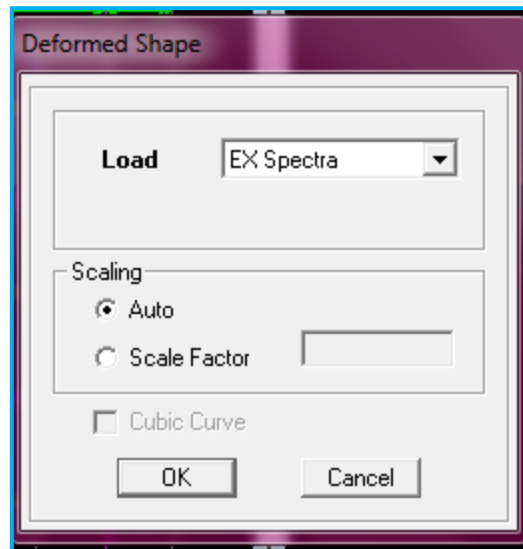 Deformed Shape
Load EX Spectra
Scaling
Auto
Scale Factor
Cubic Curve
OK Cancel